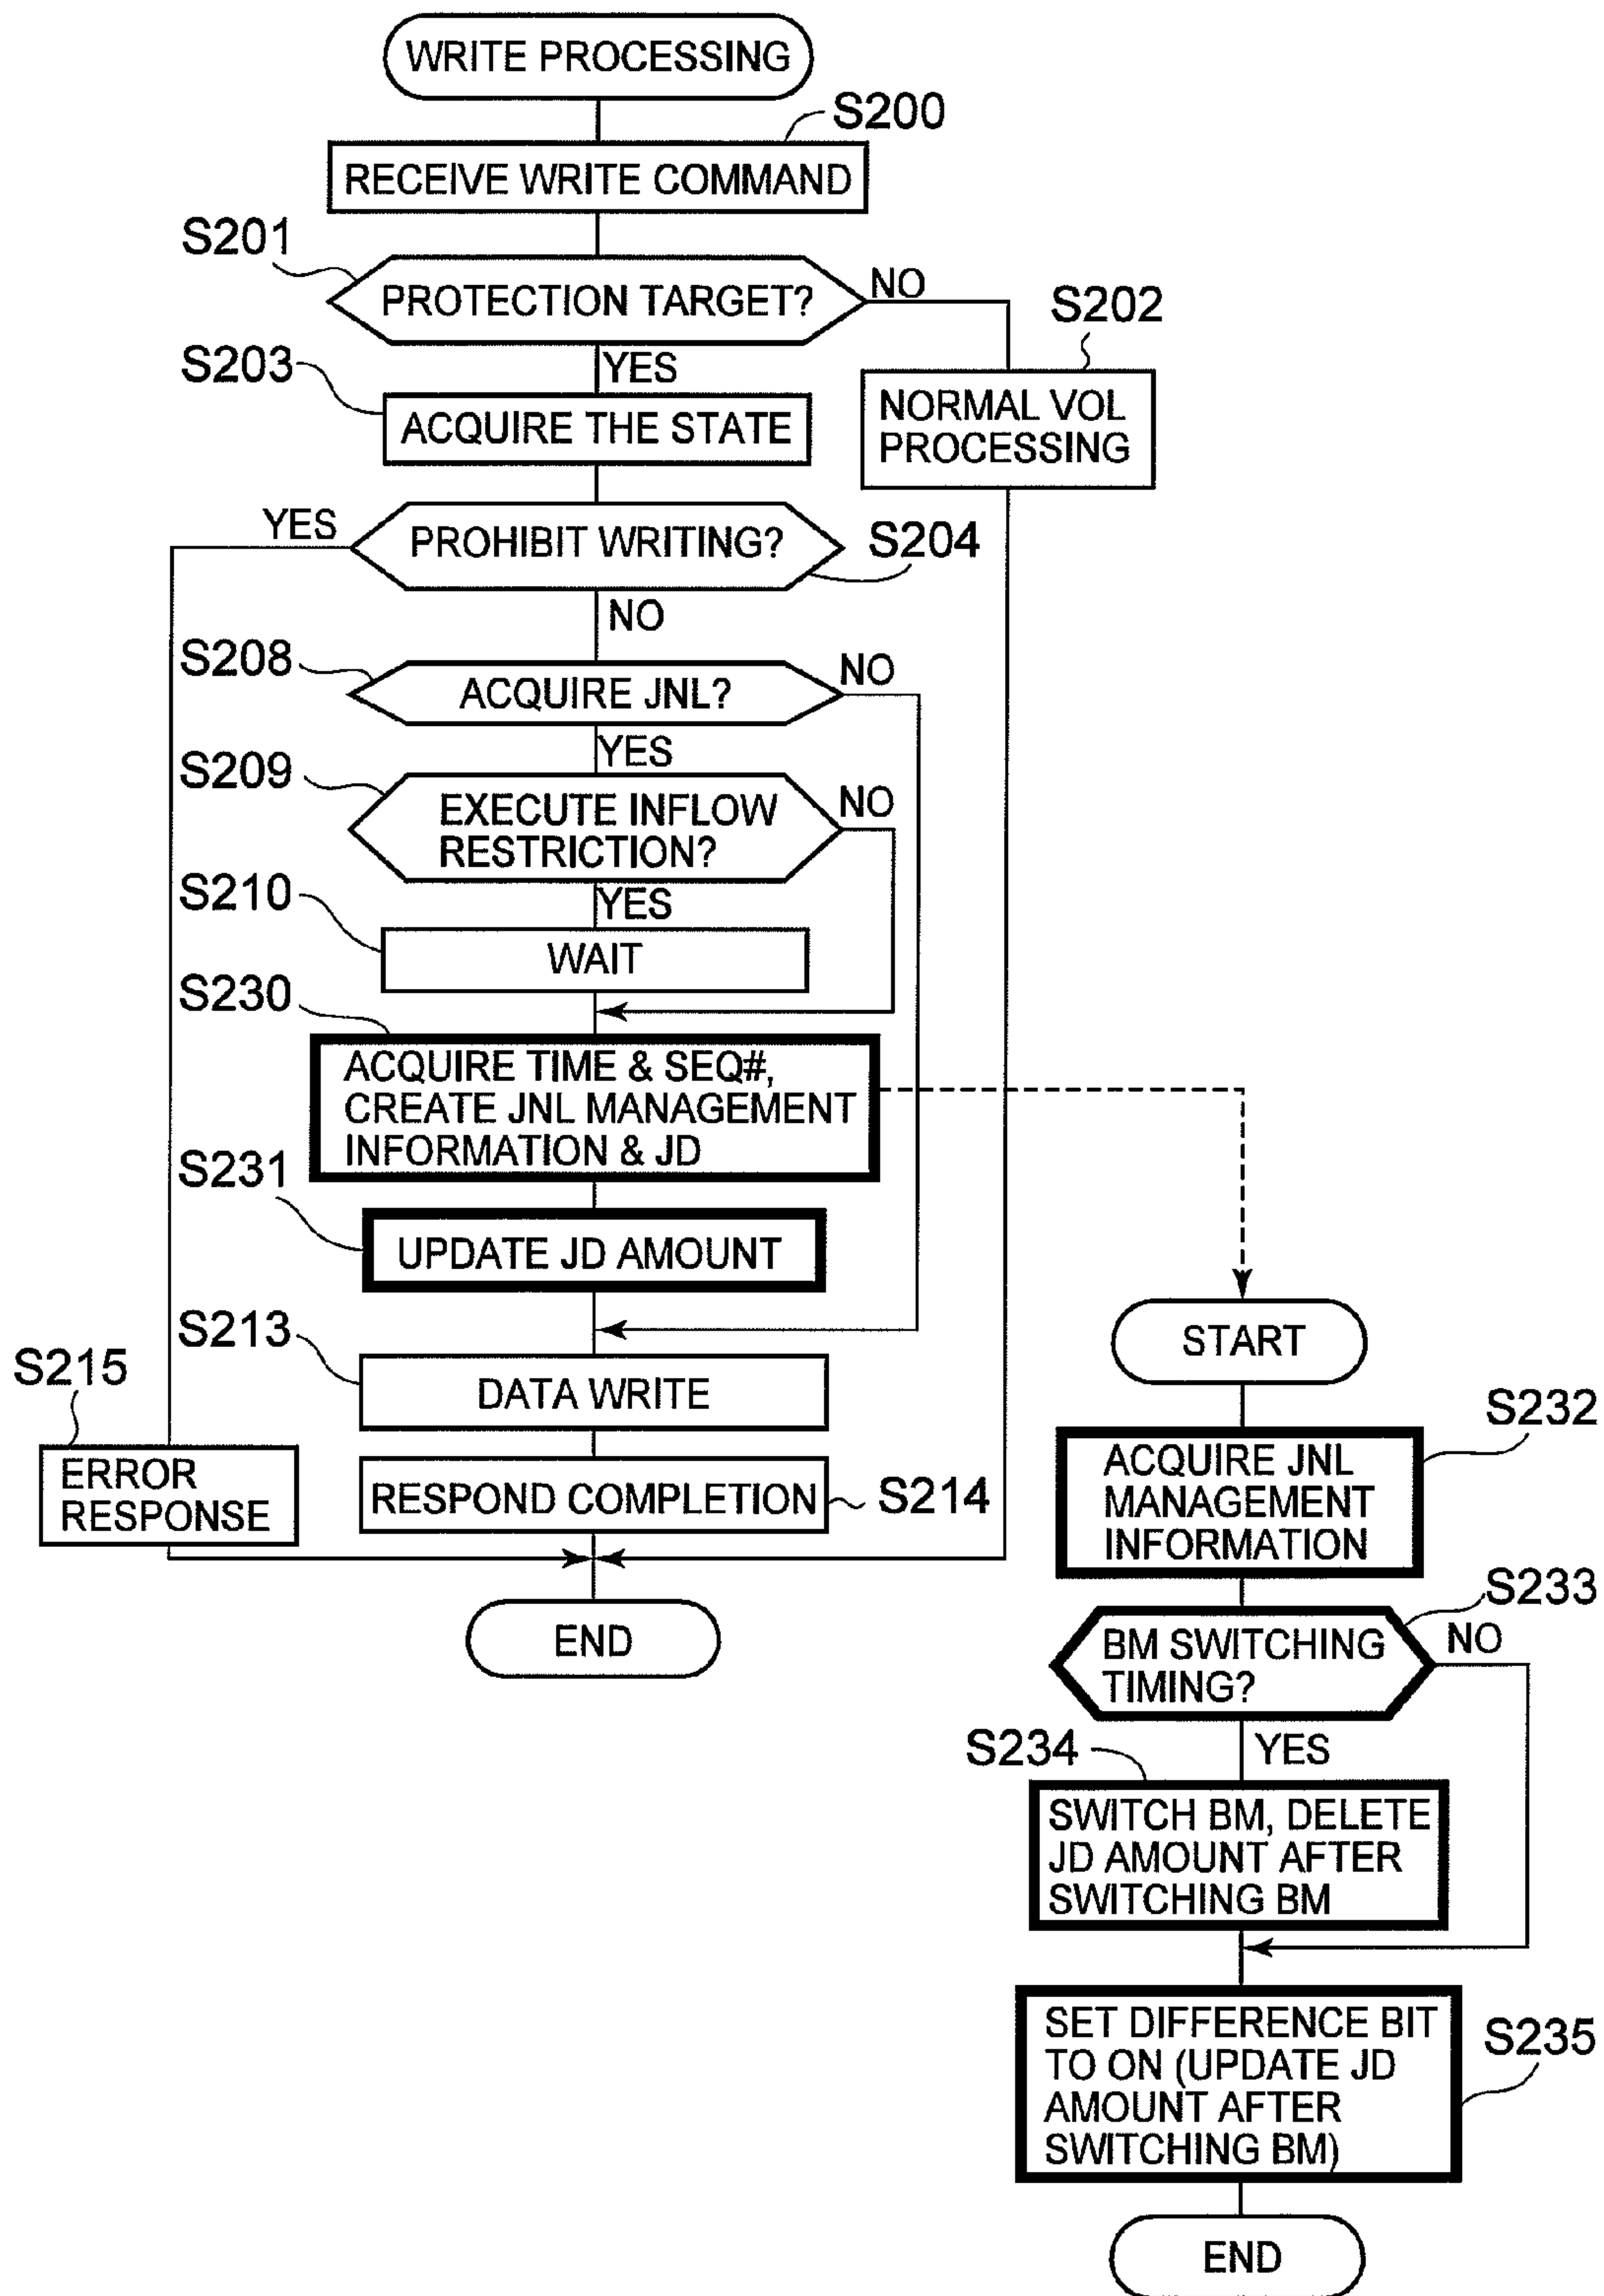 WRITE PROCESSING
S200
RECEIVE WRITE COMMAND
S201
PROTECTION TARGET?
NO
S202
YES
S203
ACQUIRE THE STATE
NORMAL VOL
PROCESSING
YES
PROHIBIT WRITING?
S204
NO
S208
ACQUIRE JNL?
NO
YES
S209
EXECUTE INFLOW
RESTRICTION?
NO
YES
S210
WAIT
S230
ACQUIRE TIME & SEQ#,
CREATE JNL MANAGEMENT
INFORMATION & JD
S231
UPDATE JD AMOUNT
S213
DATA WRITE
S215
ERROR
RESPONSE
RESPOND COMPLETION
S214
END
START
S232
ACQUIRE JNL
MANAGEMENT
INFORMATION
S233
BM SWITCHING
TIMING?
NO
YES
S234
SWITCH BM, DELETE
JD AMOUNT AFTER
SWITCHING BM
SET DIFFERENCE BIT
TO ON (UPDATE JD
AMOUNT AFTER
SWITCHING BM)
S235
END